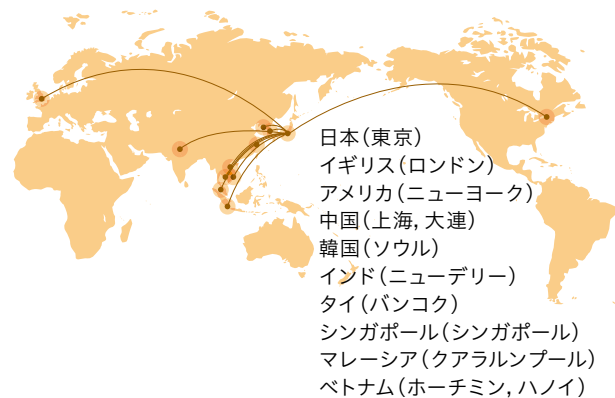 日本(東京)
イギリス(ロンドン)
アメリカ(ニューヨーク)
中国(上海, 大連)
韓国(ソウル)
インド(ニューデリー)
タイ(バンコク)
シンガポール(シンガポール)
マレーシア(クアラルンプール)
ベトナム(ホーチミン, ハノイ)